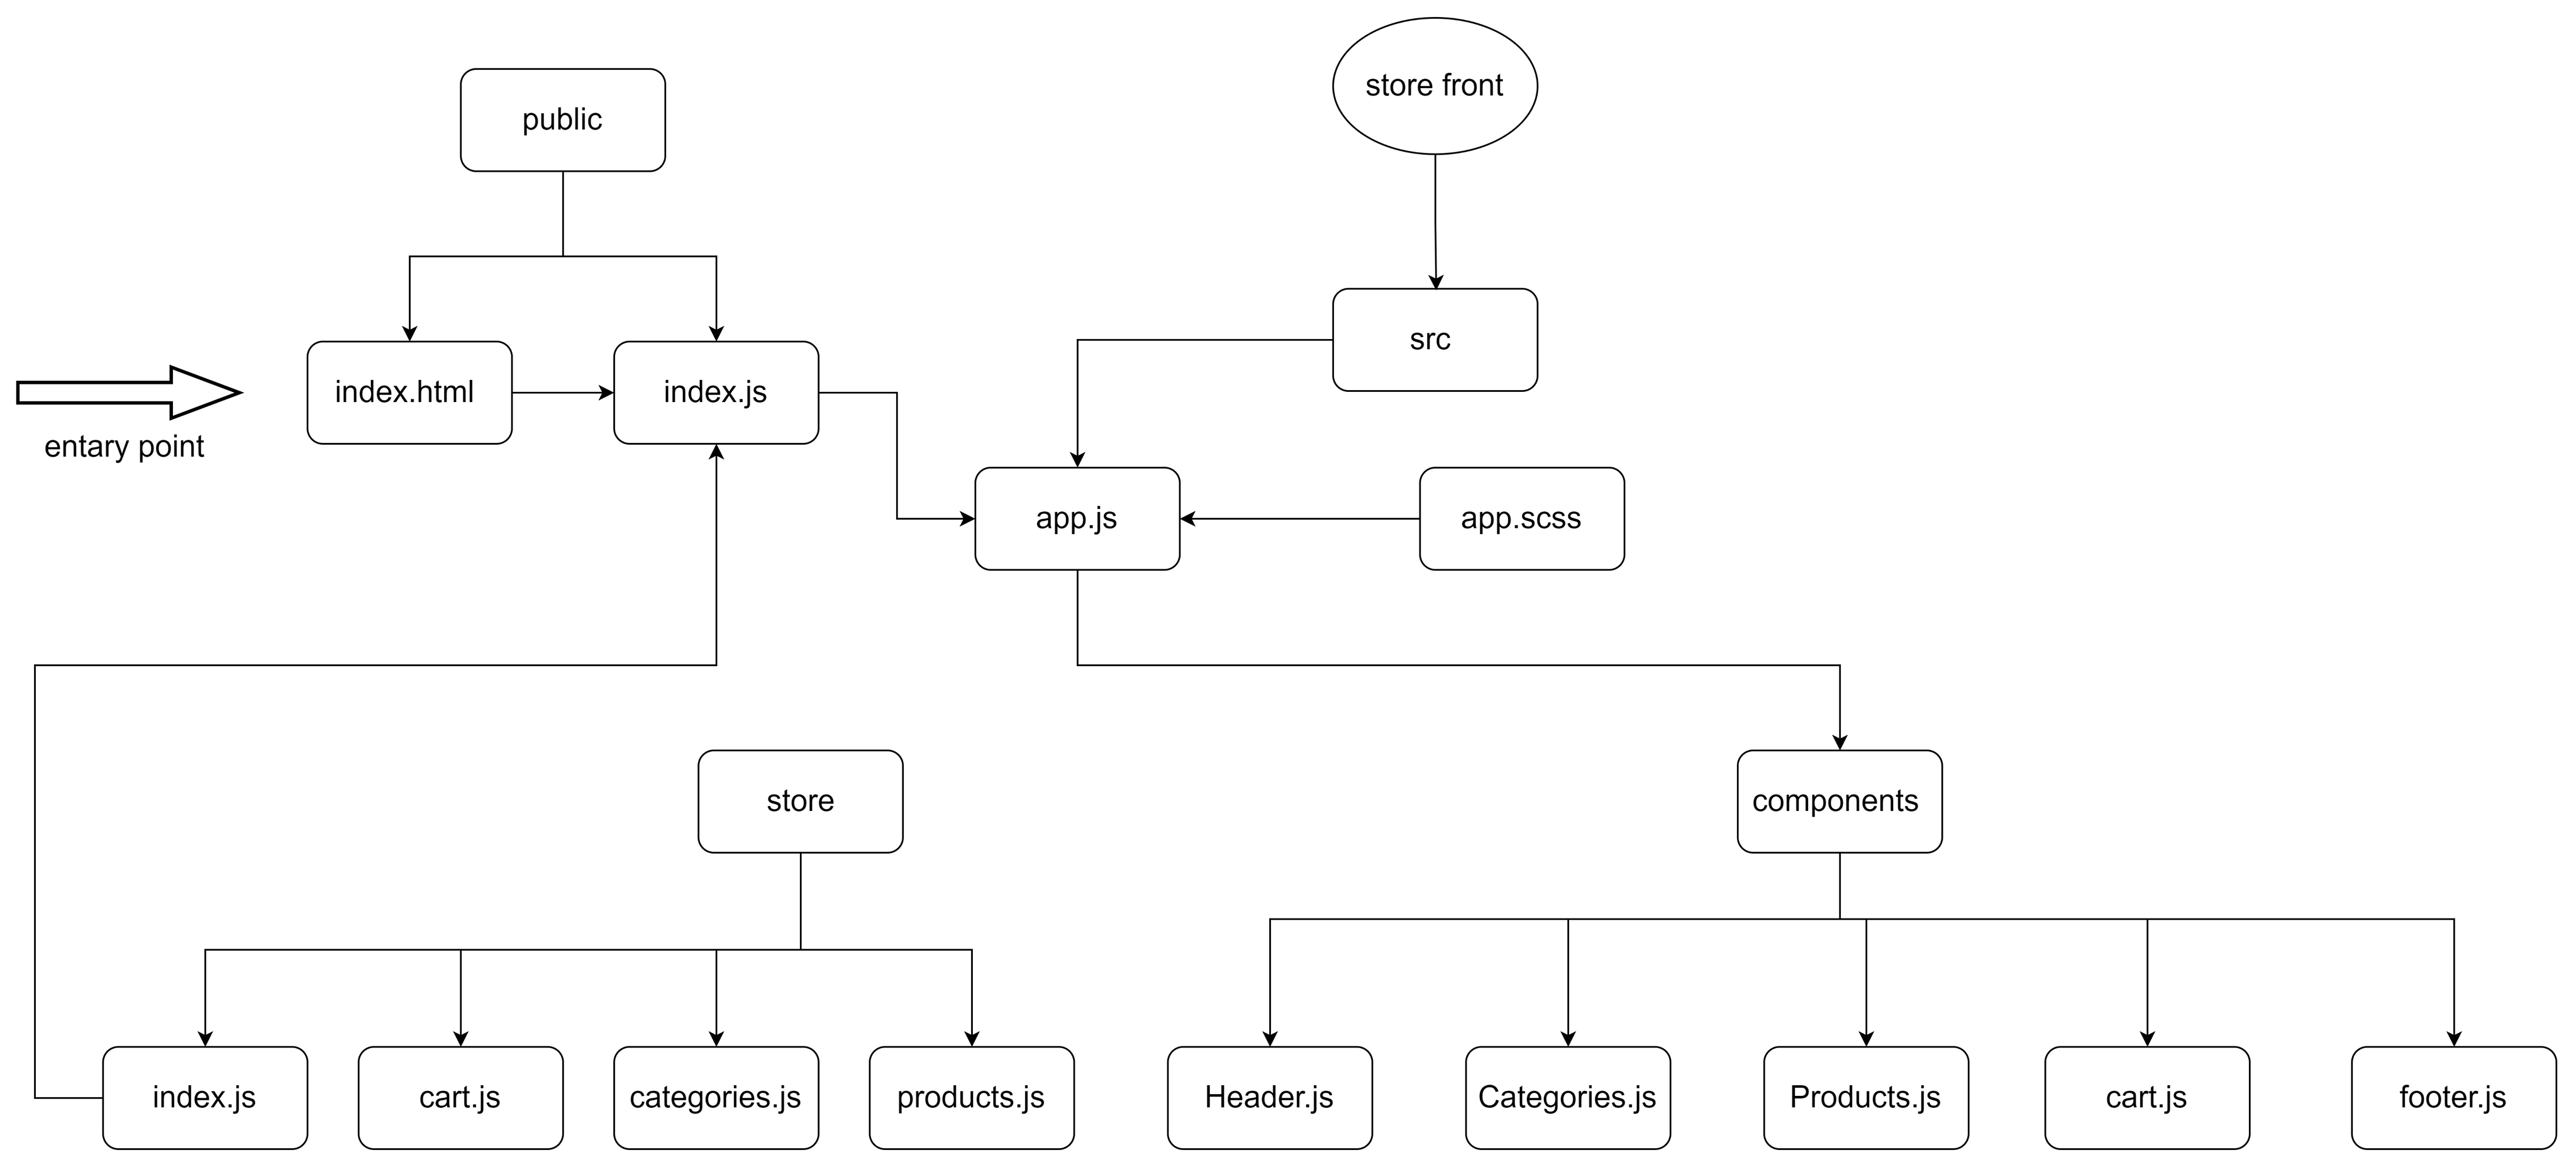 store front
public
src
index.html
index.js
entary point
app.js
app.scss
store
components
index.js
cart.js
categories.js
products.js
Header.js
Categories.js
Products.js
cart.js
footer.js